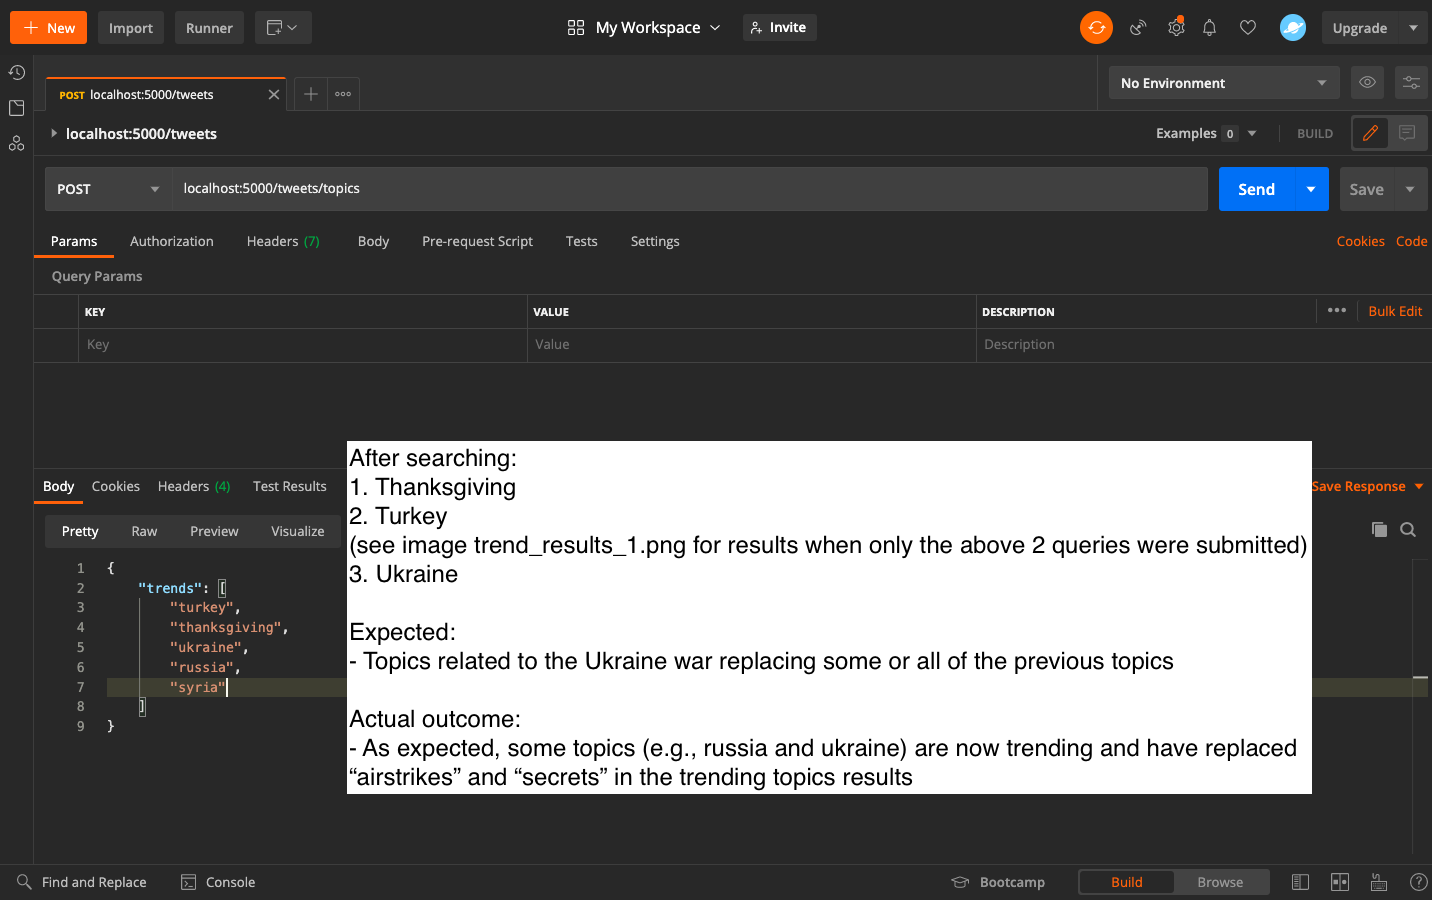 New
Import
Runner
My Workspace
Invite
Upgrade
POST localhost:5000/tweets
No Environment
localhost:5000/tweets
Examples 0
BUILD
POST
localhost:5000/tweets/topics
Send
Save
Params
Authorization
Headers (7)
Body
Pre-request Script
Tests
Settings
Cookies
Code
Query Params
KEY
VALUE
DESCRIPTION
Bulk Edit
Key
Value
Description
Body
Cookies
Headers (4)
Test Results
Save Response
Pretty
Raw
Preview
Visualize
1 {
2 "trends": [
3 "turkey",
4 "thanksgiving",
5 "ukraine",
6 "russia",
7 "syria"
8 ]
9 }
After searching:
1. Thanksgiving
2. Turkey
(see image trend_results_1.png for results when only the above 2 queries were submitted)
3. Ukraine
Expected:
- Topics related to the Ukraine war replacing some or all of the previous topics
Actual outcome:
- As expected, some topics (e.g., russia and ukraine) are now trending and have replaced
“airstrikes” and “secrets” in the trending topics results
Find and Replace
Console
Bootcamp
Build
Browse